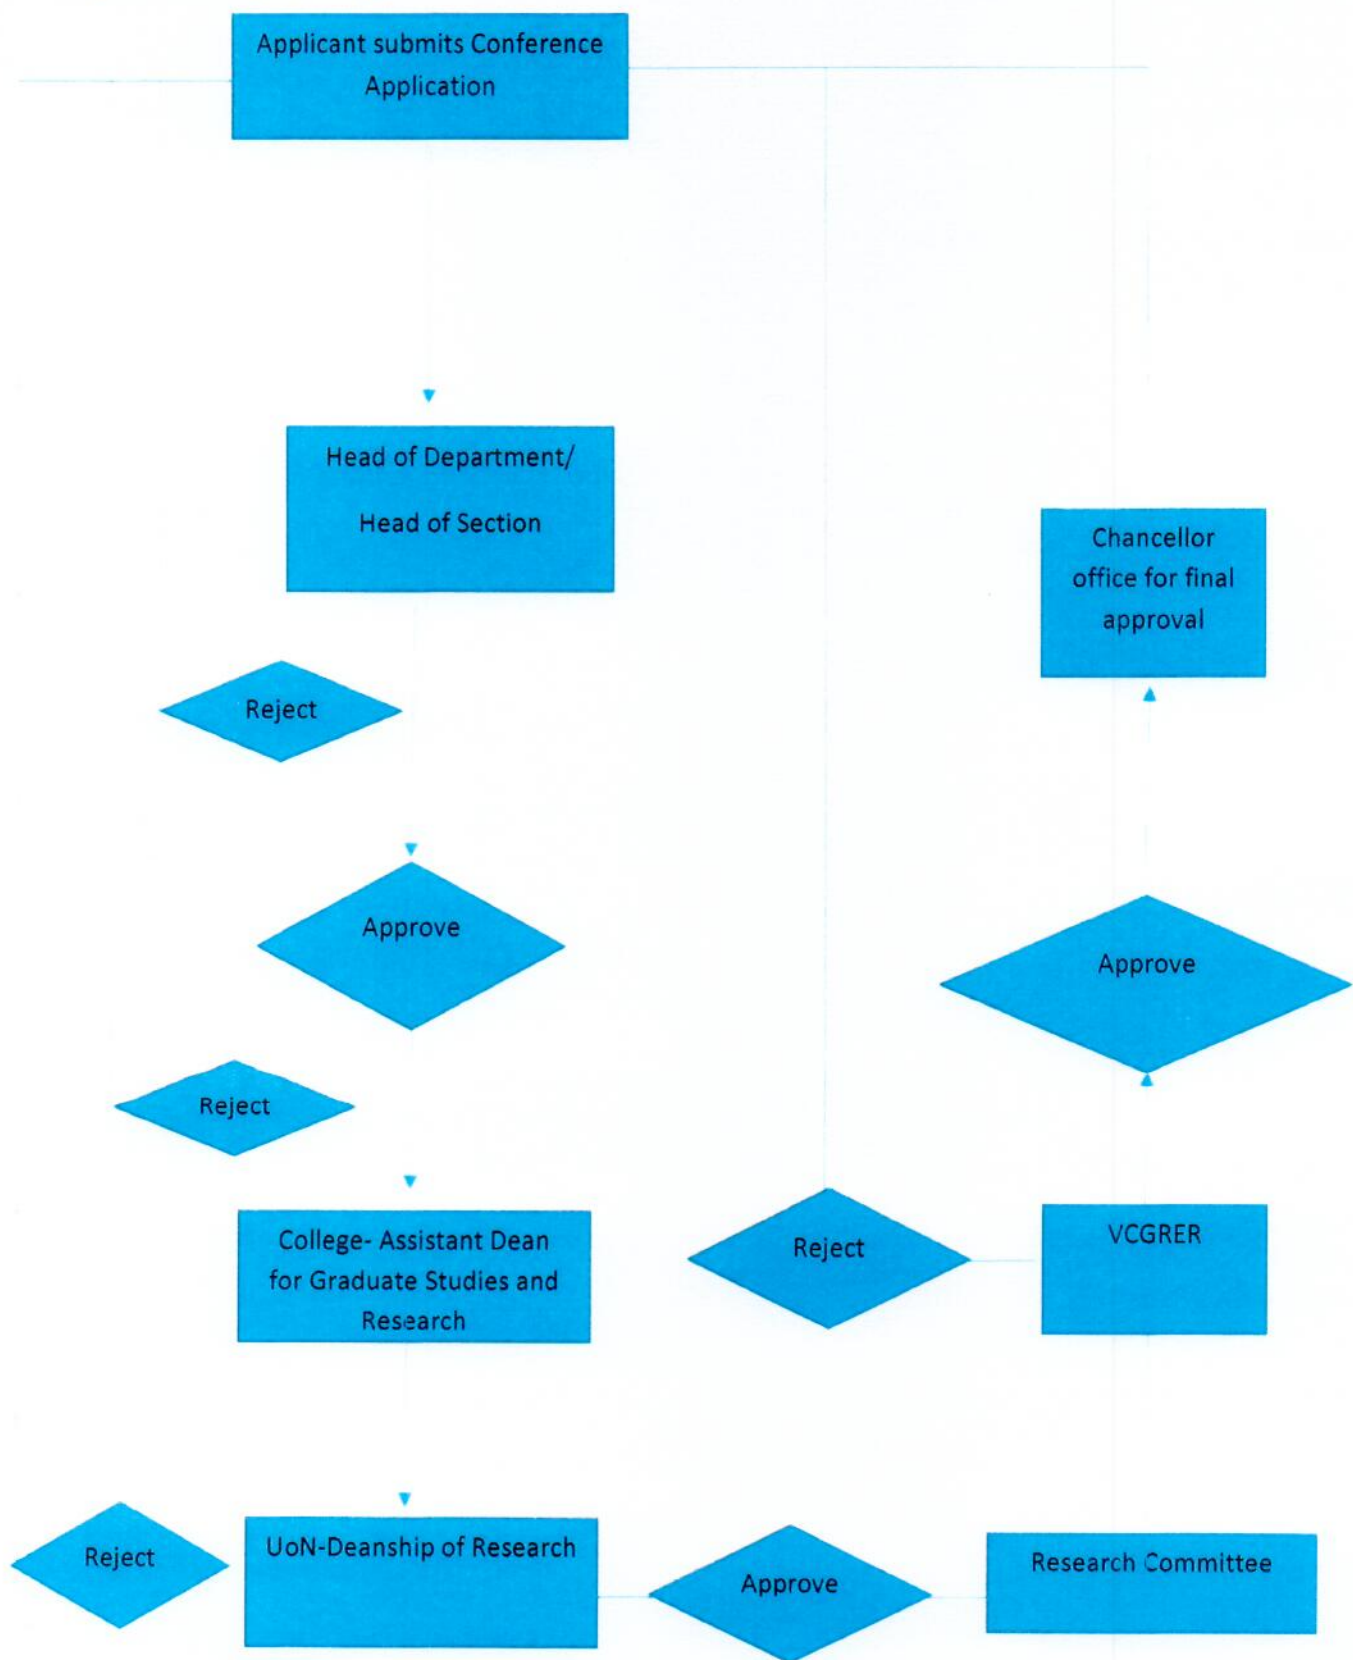 Applicant submits Conference
Application
Head of Department/
Head of Section
Chancellor
office for final
approval
Reject
Approve
Approve
Reject
College- Assistant Dean
for Graduate Studies and
Research
Reject
VCGRER
Reject
UoN-Deanship of Research
Approve
Research Committee